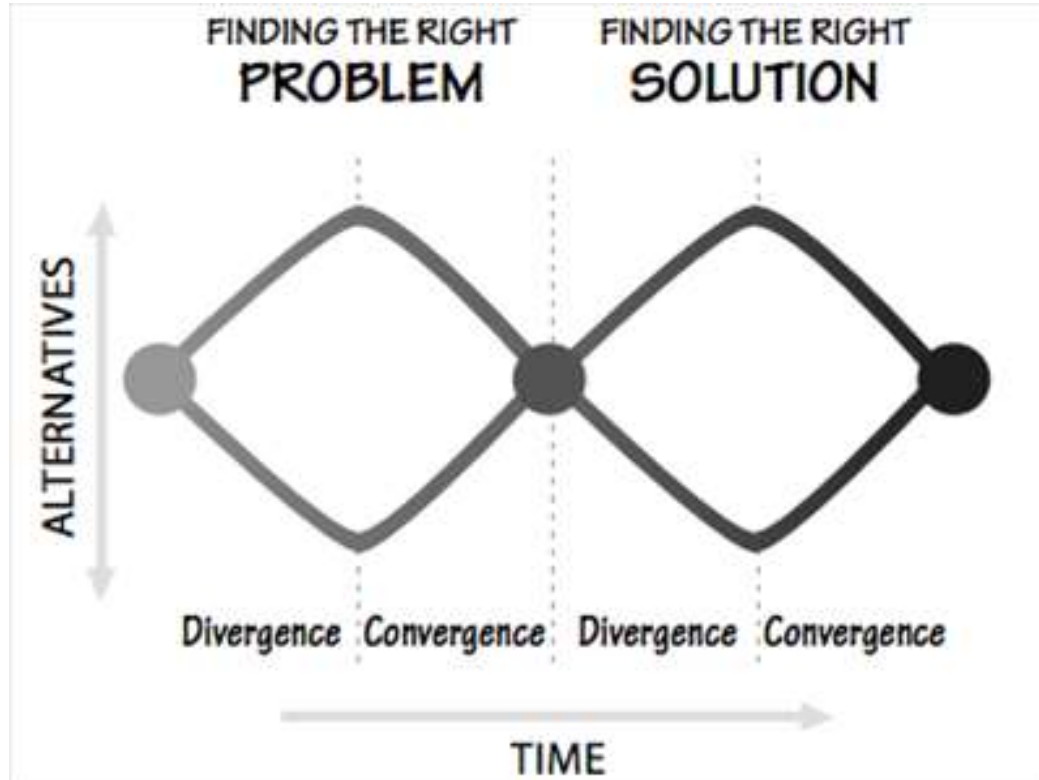 FINDING THE RIGHT
PROBLEM
FINDING THE RIGHT
SOLUTION
ALTERNATIVES
Divergence
Convergence
Divergence
Convergence
TIME